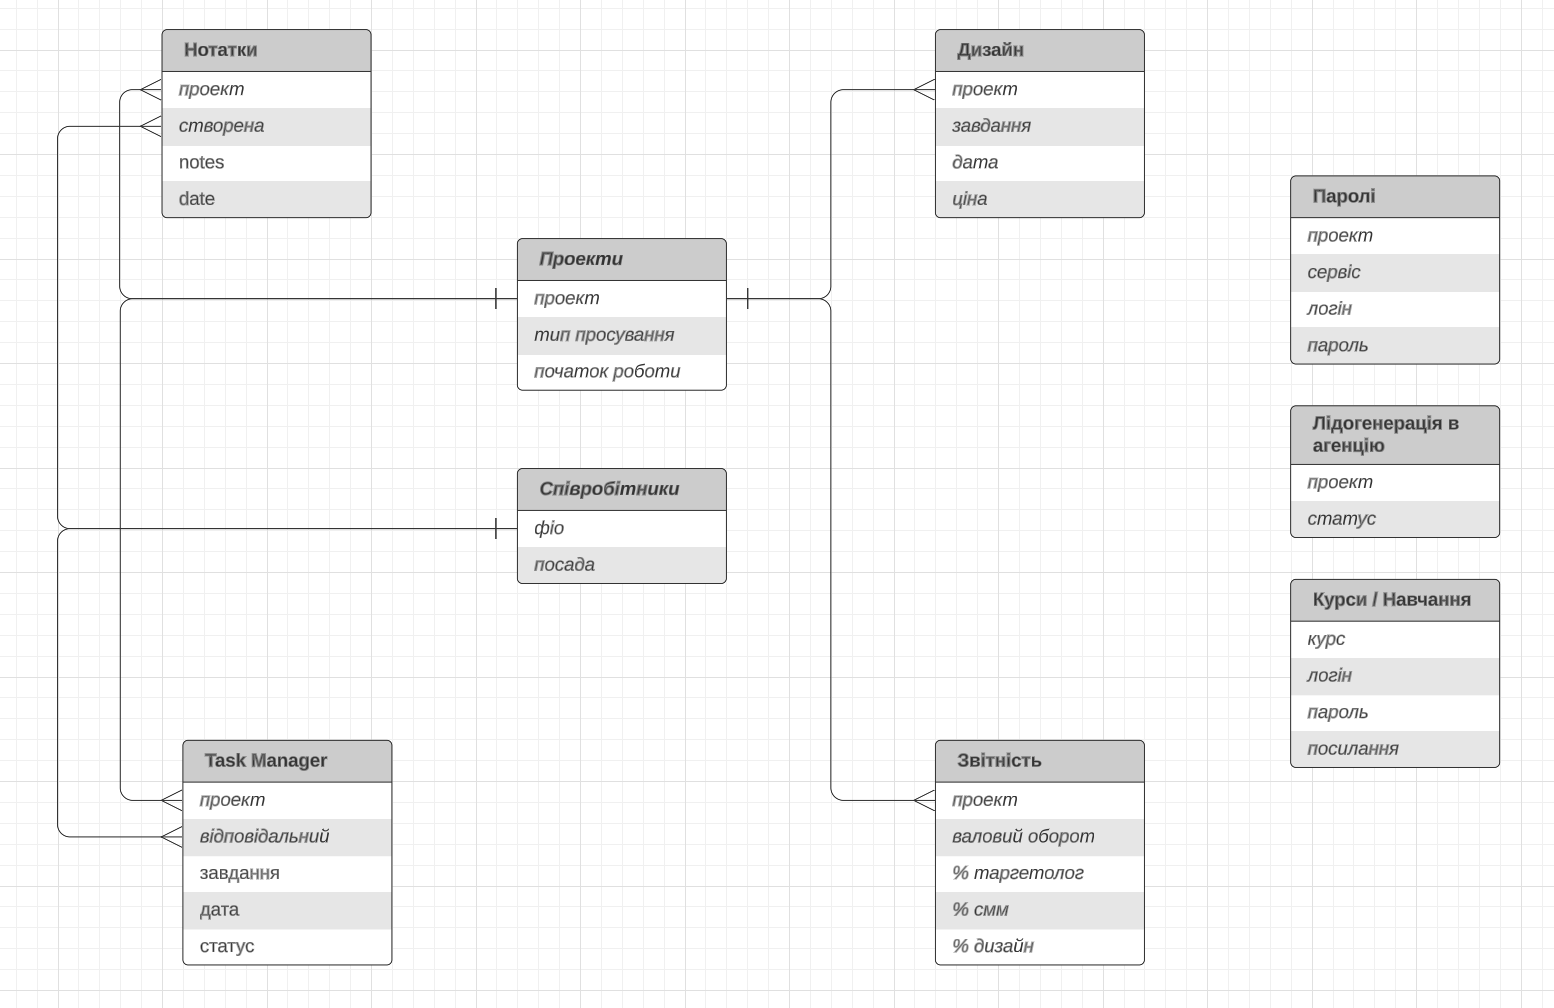 Нотатки
проект
створена
notes
date
Дизайн
проект
завдання
дата
ціна
Проекти
проект
тип просування
початок роботи
Співробітники
фіо
посада
Task Manager
проект
відповідальний
завдання
дата
статус
Звітність
проект
валовий оборот
% таргетолог
% смм
% дизайн
Паролі
проект
сервіс
логін
пароль
Лідогенерація в
агенцію
проект
статус
Курси / Навчання
курс
логін
пароль
посилання